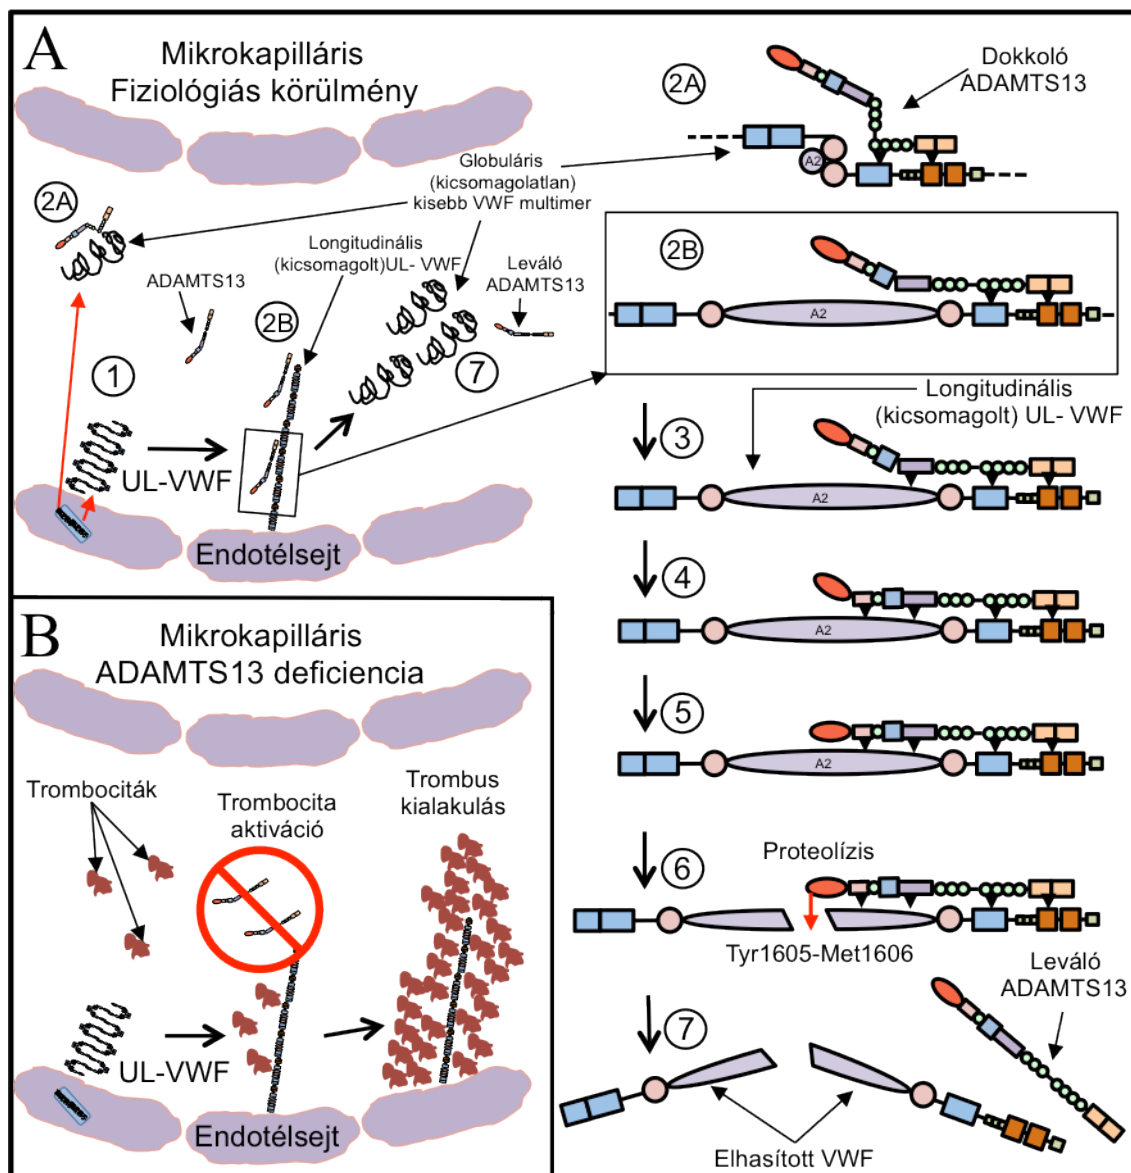 A
Mikrokapilláris
Fiziológiás körülmény
2A
Globuláris
(kicsomagolatlan)
kisebb VWF multimer
Longitudinális
(kicsomagolt)UL- VWF
Leváló
ADAMTS13
ADAMTS13
2B
1
7
UL-VWF
Endotélsejt
2A
Dokkoló
ADAMTS13
A2
2B
A2
Longitudinális
(kicsomagolt) UL- VWF
3
A2
4
A2
5
A2
6
Proteolízis
Tyr1605-Met1606
7
Leváló
ADAMTS13
Elhasított VWF
B
Mikrokapilláris
ADAMTS13 deficiencia
Trombociták
Trombocita
aktiváció
Trombus
kialakulás
UL-VWF
Endotélsejt